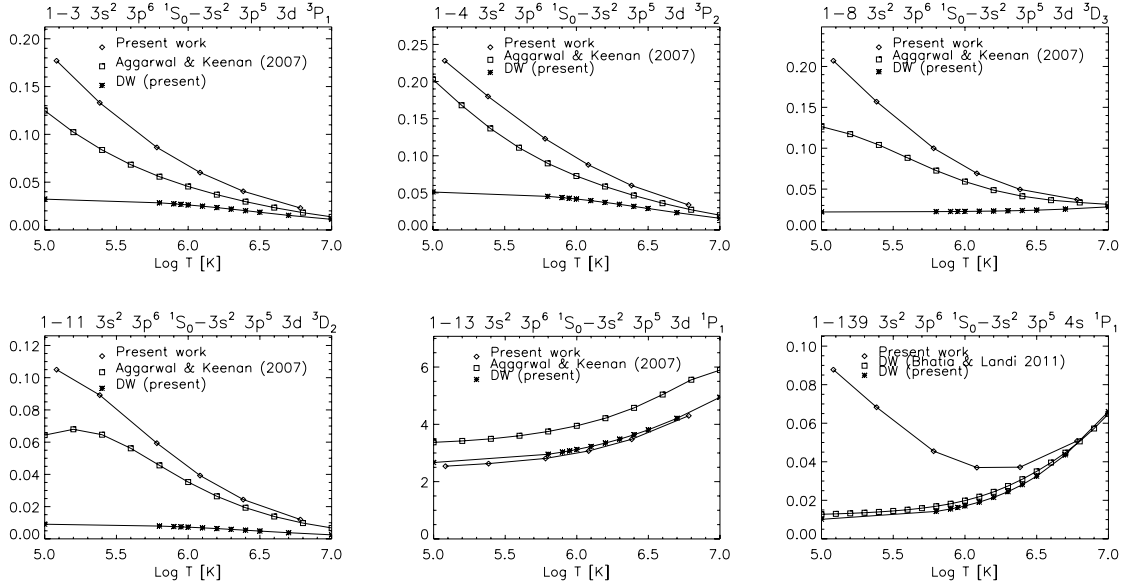 1−3 3s² 3p⁶ ¹S₀−3s² 3p⁵ 3d ³P₁
Present work
Aggarwal & Keenan (2007)
DW (present)
0.20
0.15
0.10
0.05
0.00
5.0 5.5 6.0 6.5 7.0
Log T [K]
1−4 3s² 3p⁶ ¹S₀−3s² 3p⁵ 3d ³P₂
Present work
Aggarwal & Keenan (2007)
DW (present)
0.25
0.20
0.15
0.10
0.05
0.00
5.0 5.5 6.0 6.5 7.0
Log T [K]
1−8 3s² 3p⁶ ¹S₀−3s² 3p⁵ 3d ³D₃
Present work
Aggarwal & Keenan (2007)
DW (present)
0.20
0.15
0.10
0.05
0.00
5.0 5.5 6.0 6.5 7.0
Log T [K]
1−11 3s² 3p⁶ ¹S₀−3s² 3p⁵ 3d ³D₂
Present work
Aggarwal & Keenan (2007)
DW (present)
0.12
0.10
0.08
0.06
0.04
0.02
0.00
5.0 5.5 6.0 6.5 7.0
Log T [K]
1−13 3s² 3p⁶ ¹S₀−3s² 3p⁵ 3d ¹P₁
Present work
Aggarwal & Keenan (2007)
DW (present)
6
4
2
0
5.0 5.5 6.0 6.5 7.0
Log T [K]
1−139 3s² 3p⁶ ¹S₀−3s² 3p⁵ 4s ¹P₁
Present work
DW (Bhatia & Landi 2011)
DW (present)
0.10
0.08
0.06
0.04
0.02
0.00
5.0 5.5 6.0 6.5 7.0
Log T [K]